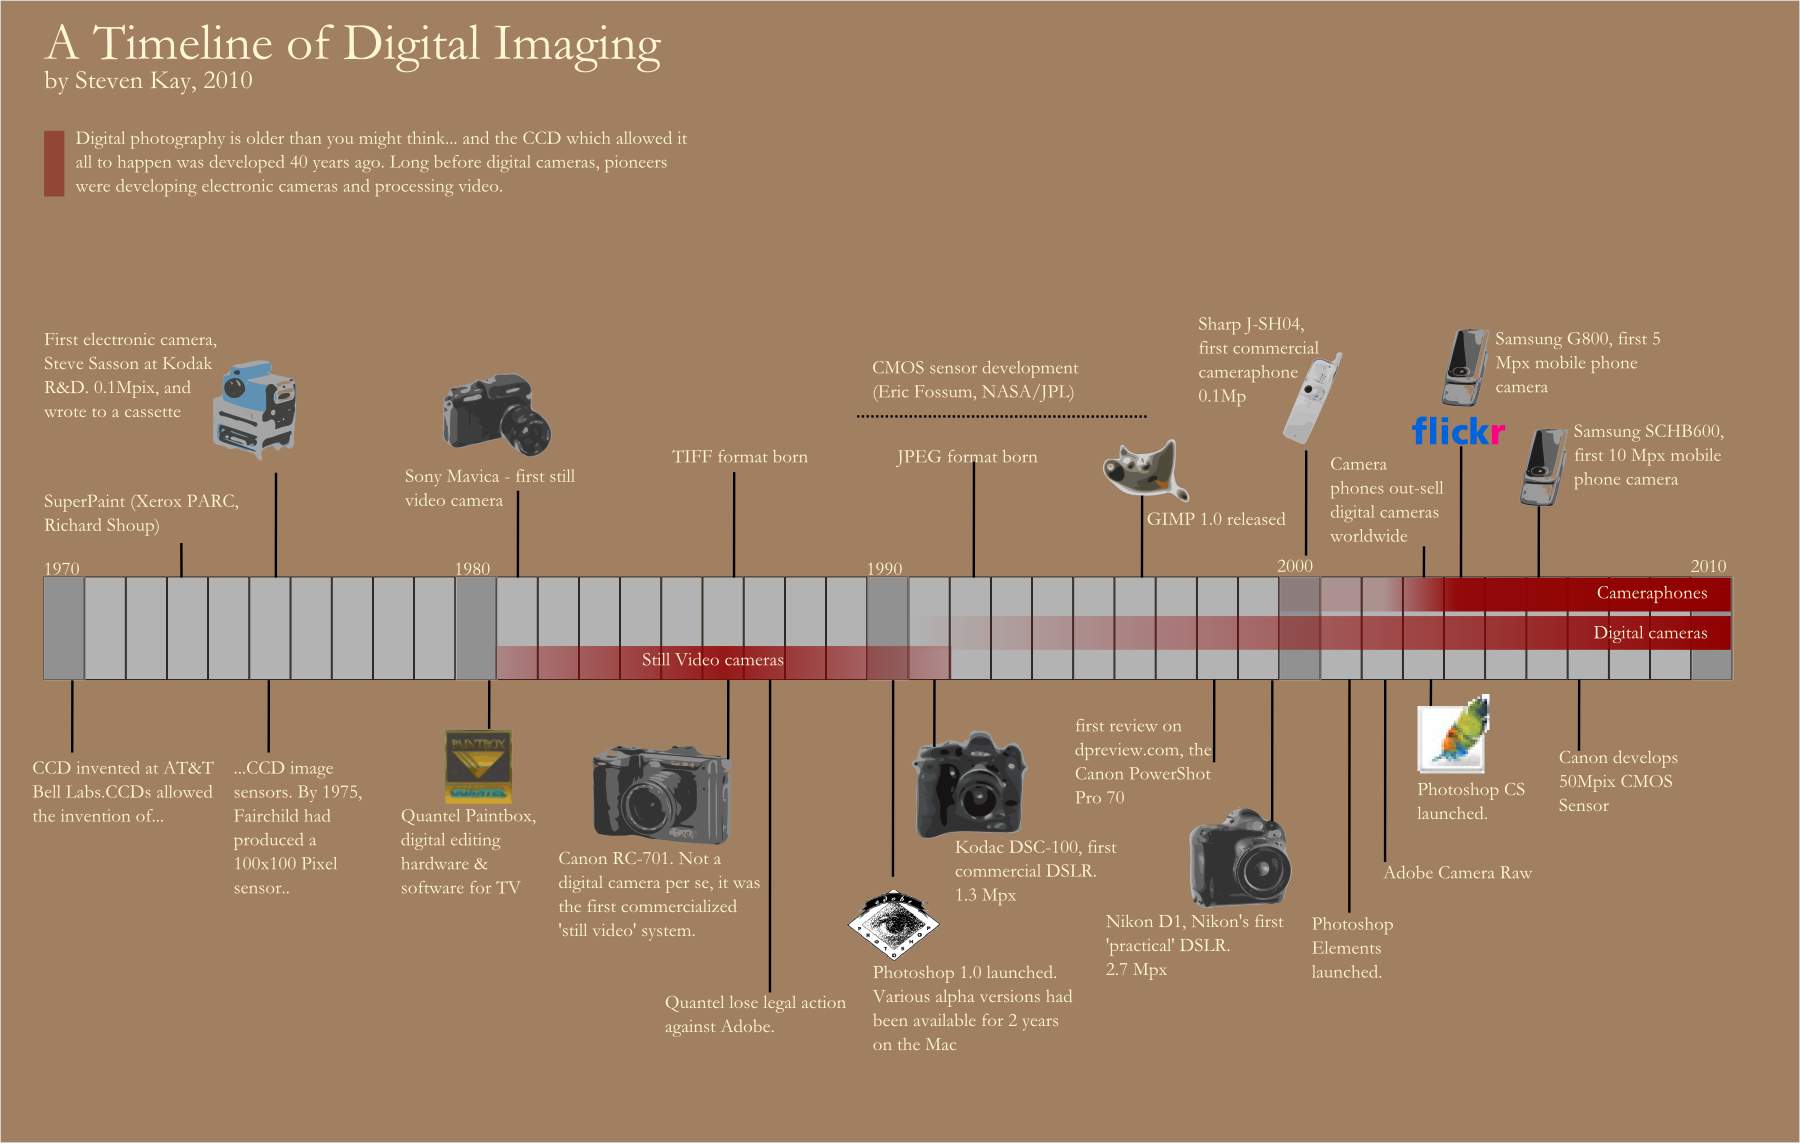 A Timeline of Digital Imaging
by Steven Kay, 2010
Digital photography is older than you might think... and the CCD which allowed it
all to happen was developed 40 years ago. Long before digital cameras, pioneers
were developing electronic cameras and processing video.
First electronic camera,
Steve Sasson at Kodak
R&D. 0.1Mpix, and
wrote to a cassette
SuperPaint (Xerox PARC,
Richard Shoup)
Sony Mavica - first still
video camera
TIFF format born
CMOS sensor development
(Eric Fossum, NASA/JPL)
JPEG format born
GIMP 1.0 released
Sharp J-SH04,
first commercial
cameraphone
0.1Mp
Camera
phones out-sell
digital cameras
worldwide
Samsung G800, first 5
Mpx mobile phone
camera
flickr
Samsung SCHB600,
first 10 Mpx mobile
phone camera
1970
1980
1990
2000
2010
Cameraphones
Digital cameras
Still Video cameras
CCD invented at AT&T
Bell Labs.CCDs allowed
the invention of...
...CCD image
sensors. By 1975,
Fairchild had
produced a
100x100 Pixel
sensor..
PAINTBOX
QUANTEL
Quantel Paintbox,
digital editing
hardware &
software for TV
Canon RC-701. Not a
digital camera per se, it was
the first commercialized
'still video' system.
Quantel lose legal action
against Adobe.
adobe
PHOTOSHOP
Photoshop 1.0 launched.
Various alpha versions had
been available for 2 years
on the Mac
Kodac DSC-100, first
commercial DSLR.
1.3 Mpx
first review on
dpreview.com, the
Canon PowerShot
Pro 70
Nikon D1, Nikon's first
'practical' DSLR.
2.7 Mpx
Photoshop
Elements
launched.
Adobe Camera Raw
Photoshop CS
launched.
Canon develops
50Mpix CMOS
Sensor